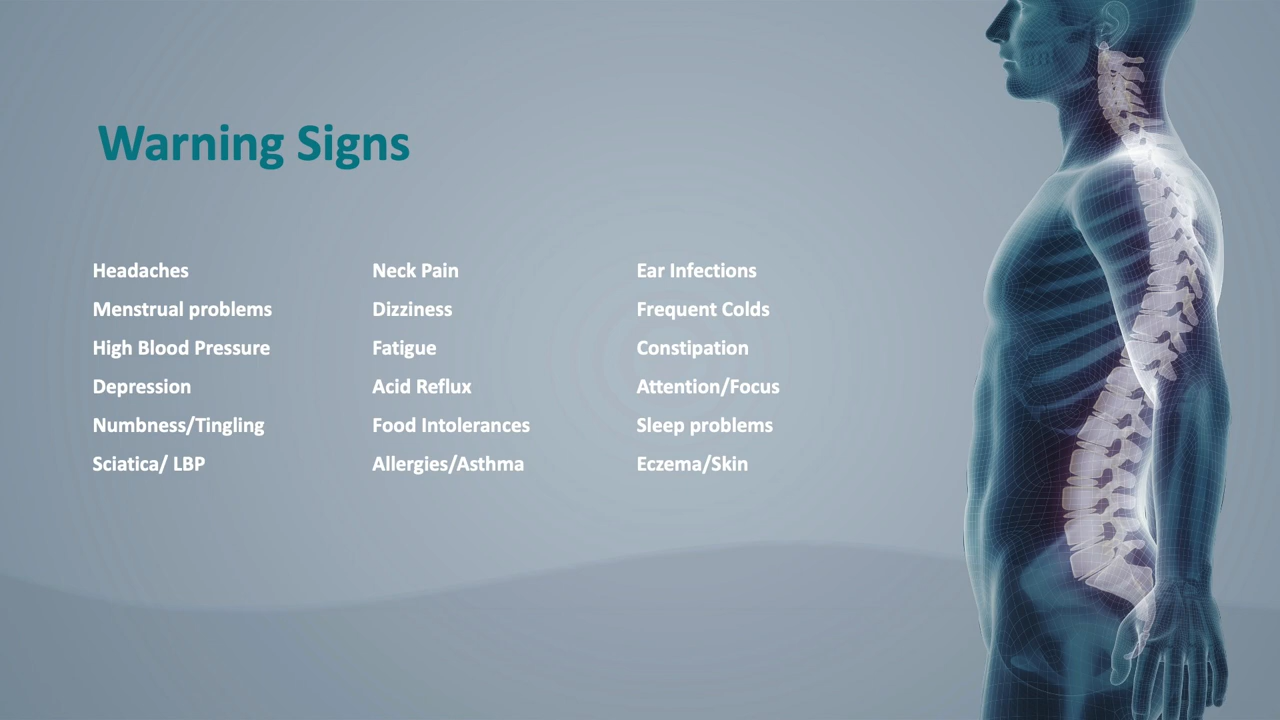 Warning Signs
Headaches
Menstrual problems
High Blood Pressure
Depression
Numbness/Tingling
Sciatica/ LBP
Neck Pain
Dizziness
Fatigue
Acid Reflux
Food Intolerances
Allergies/Asthma
Ear Infections
Frequent Colds
Constipation
Attention/Focus
Sleep problems
Eczema/Skin